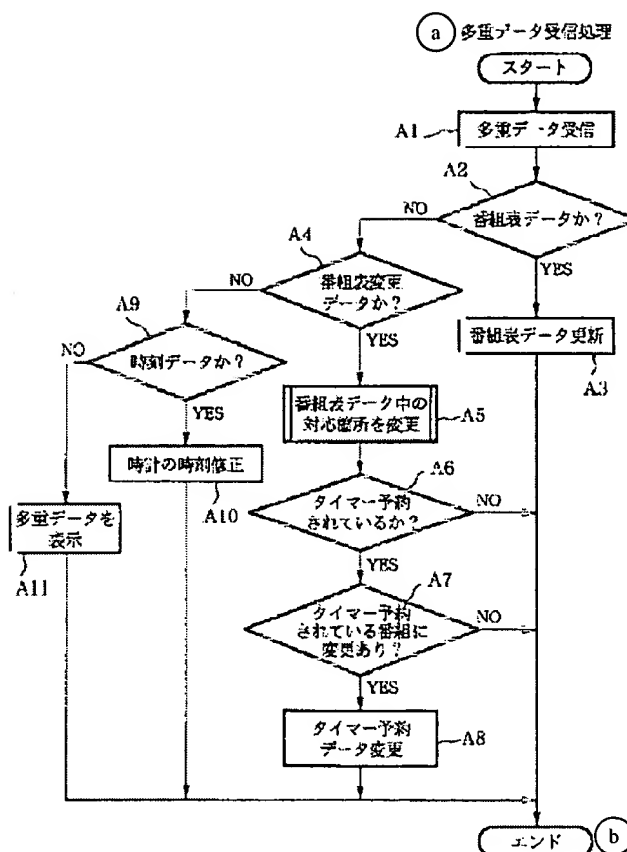 a 多重データ受信処理
スタート
A1 多重データ受信
A2
番組表データか?
NO
YES
番組表データ更新
A3
A4
番組表変更
データか?
NO
YES
番組表データ中の
対応箇所を変更
A5
A6
タイマー予約
されているか?
NO
YES
A7
タイマー予約
されている番組に
変更あり?
NO
YES
タイマー予約
データ変更
A8
A9
時刻データか?
NO
YES
時計の時刻修正
A10
多重データを
表示
A11
エンド b